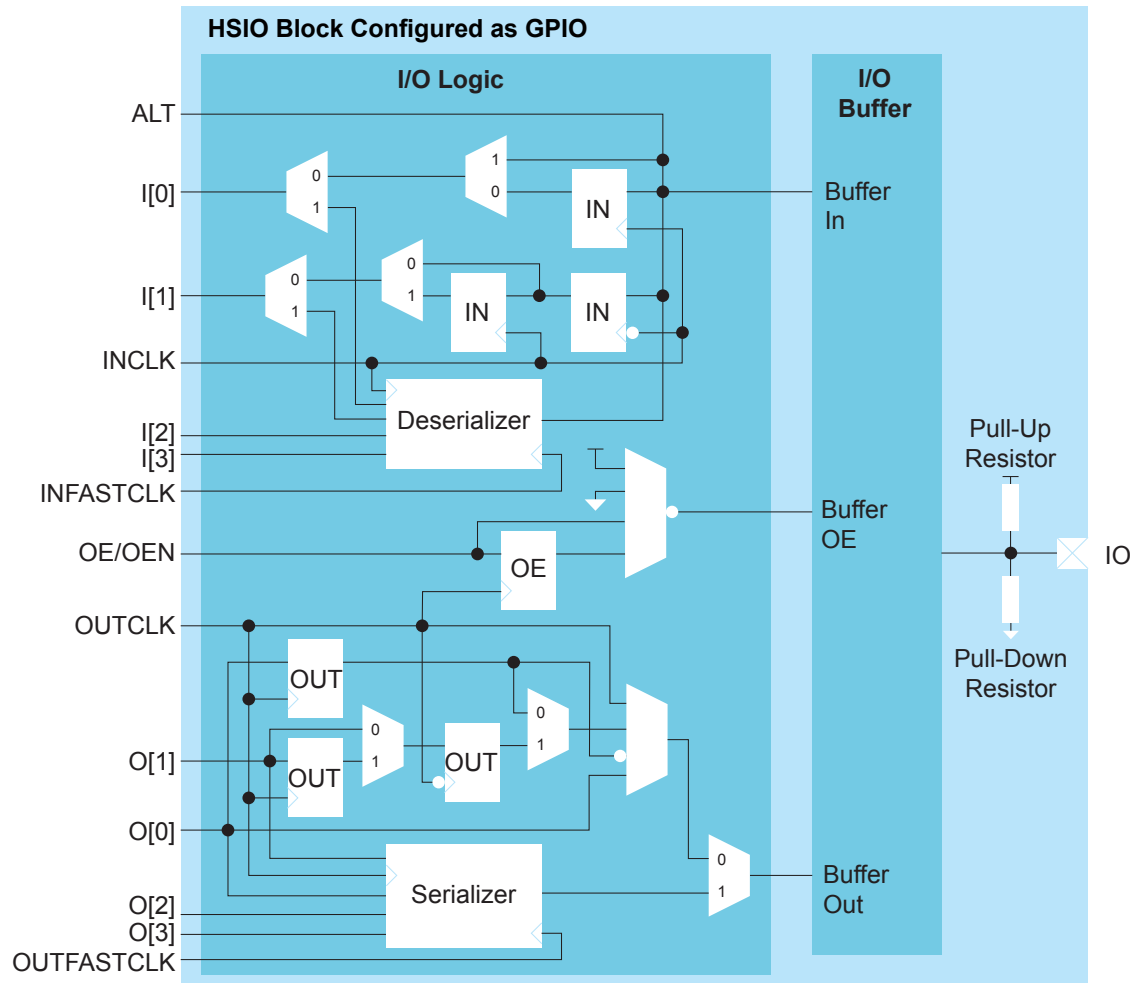 HSIO Block Configured as GPIO
I/O Logic
I/O
Buffer
ALT
I[0]
0
1
1
0
IN
Buffer
In
I[1]
0
1
0
1
IN
IN
INCLK
Deserializer
I[2]
I[3]
INFASTCLK
Pull-Up
Resistor
Buffer
OE
OE/OEN
OE
IO
OUTCLK
Pull-Down
Resistor
OUT
0
1
0
1
O[1]
OUT
OUT
O[0]
0
1
Serializer
Buffer
Out
O[2]
O[3]
OUTFASTCLK